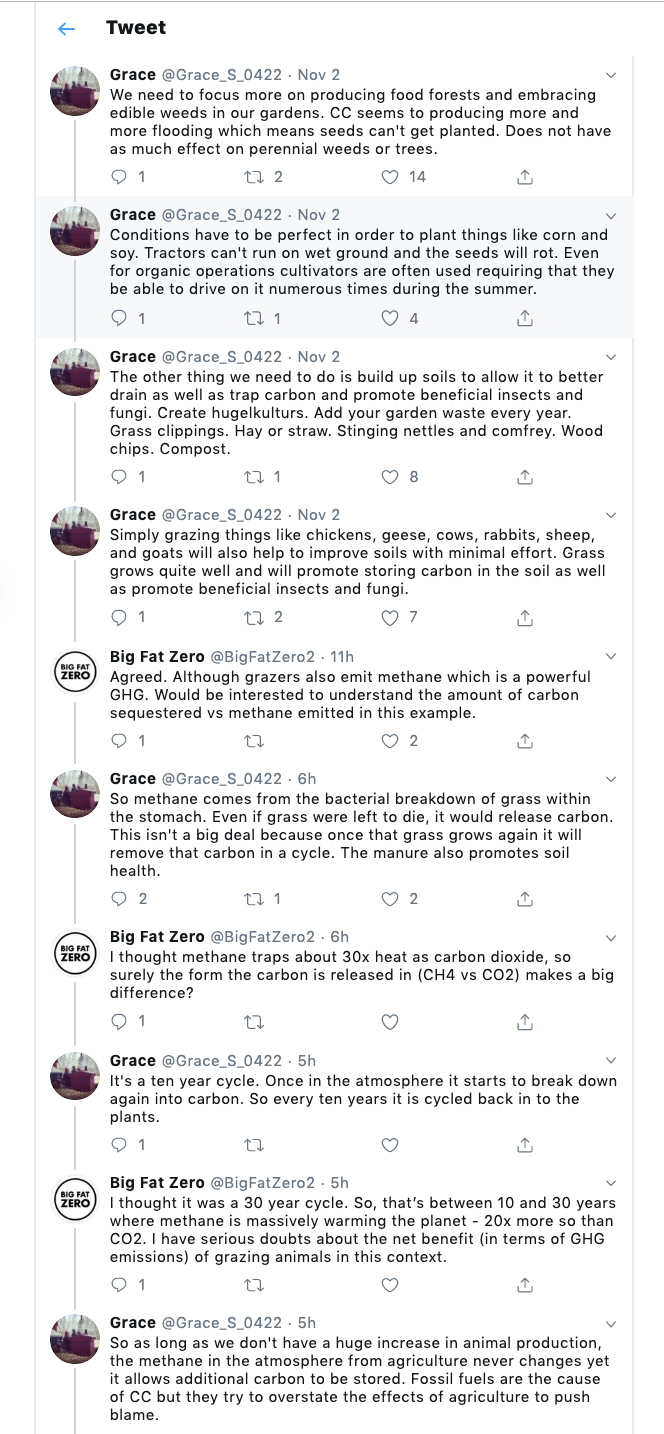 Tweet
Grace @Grace_S_0422 · Nov 2
We need to focus more on producing food forests and embracing
edible weeds in our gardens. CC seems to producing more and
more flooding which means seeds can't get planted. Does not have
as much effect on perennial weeds or trees.
1 2 14
Grace @Grace_S_0422 · Nov 2
Conditions have to be perfect in order to plant things like corn and
soy. Tractors can't run on wet ground and the seeds will rot. Even
for organic operations cultivators are often used requiring that they
be able to drive on it numerous times during the summer.
1 1 4
Grace @Grace_S_0422 · Nov 2
The other thing we need to do is build up soils to allow it to better
drain as well as trap carbon and promote beneficial insects and
fungi. Create hugelkulturs. Add your garden waste every year.
Grass clippings. Hay or straw. Stinging nettles and comfrey. Wood
chips. Compost.
1 1 8
Grace @Grace_S_0422 · Nov 2
Simply grazing things like chickens, geese, cows, rabbits, sheep,
and goats will also help to improve soils with minimal effort. Grass
grows quite well and will promote storing carbon in the soil as well
as promote beneficial insects and fungi.
1 2 7
BIG FAT
ZERO
Big Fat Zero @BigFatZero2 · 11h
Agreed. Although grazers also emit methane which is a powerful
GHG. Would be interested to understand the amount of carbon
sequestered vs methane emitted in this example.
1 2
Grace @Grace_S_0422 · 6h
So methane comes from the bacterial breakdown of grass within
the stomach. Even if grass were left to die, it would release carbon.
This isn't a big deal because once that grass grows again it will
remove that carbon in a cycle. The manure also promotes soil
health.
2 1 2
BIG FAT
ZERO
Big Fat Zero @BigFatZero2 · 6h
I thought methane traps about 30x heat as carbon dioxide, so
surely the form the carbon is released in (CH4 vs CO2) makes a big
difference?
1
Grace @Grace_S_0422 · 5h
It's a ten year cycle. Once in the atmosphere it starts to break down
again into carbon. So every ten years it is cycled back in to the
plants.
1
BIG FAT
ZERO
Big Fat Zero @BigFatZero2 · 5h
I thought it was a 30 year cycle. So, that’s between 10 and 30 years
where methane is massively warming the planet - 20x more so than
CO2. I have serious doubts about the net benefit (in terms of GHG
emissions) of grazing animals in this context.
1
Grace @Grace_S_0422 · 5h
So as long as we don't have a huge increase in animal production,
the methane in the atmosphere from agriculture never changes yet
it allows additional carbon to be stored. Fossil fuels are the cause
of CC but they try to overstate the effects of agriculture to push
blame.